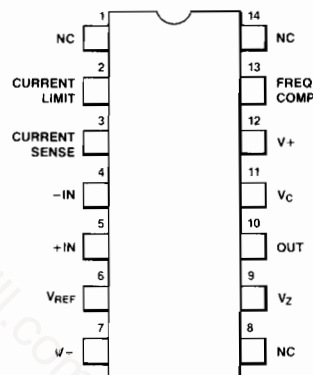 1 14
NC NC
2 13
CURRENT LIMIT FREQ COMP
3 12
CURRENT SENSE V+
4 11
-IN VC
5 10
+IN OUT
6 9
VREF VZ
7 8
V- NC